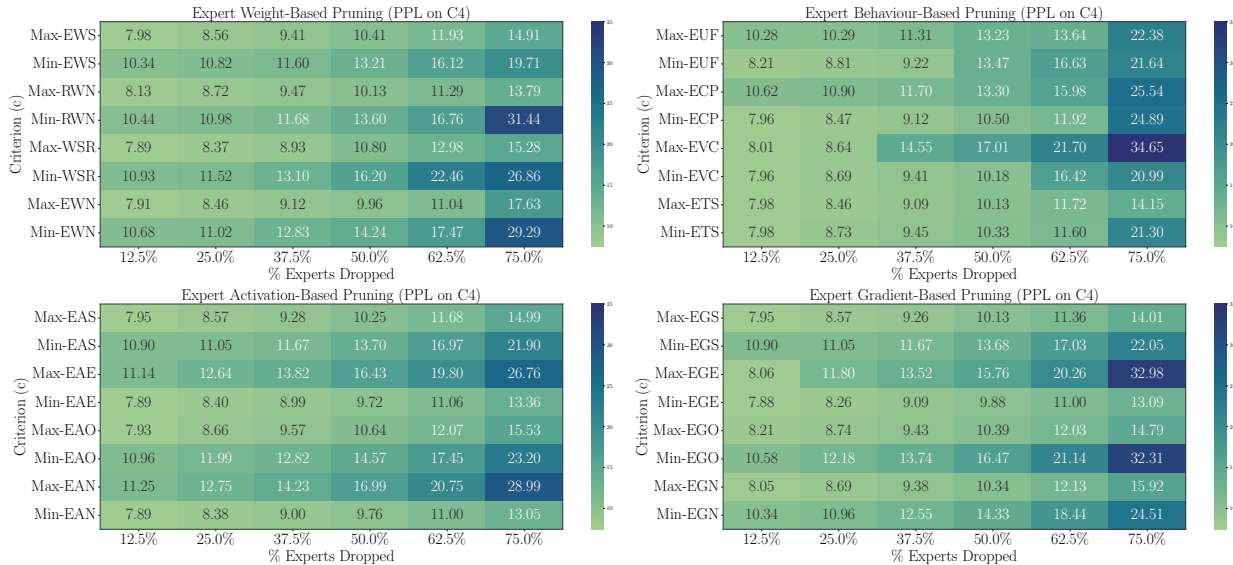 Expert Weight-Based Pruning (PPL on C4)
Criterion (c)
Max-EWS 7.98 8.56 9.41 10.41 11.93 14.91
Min-EWS 10.34 10.82 11.60 13.21 16.12 19.71
Max-RWN 8.13 8.72 9.47 10.13 11.29 13.79
Min-RWN 10.44 10.98 11.68 13.60 16.76 31.44
Max-WSR 7.89 8.37 8.93 10.80 12.98 15.28
Min-WSR 10.93 11.52 13.10 16.20 22.46 26.86
Max-EWN 7.91 8.46 9.12 9.96 11.04 17.63
Min-EWN 10.68 11.02 12.83 14.24 17.47 29.29
12.5% 25.0% 37.5% 50.0% 62.5% 75.0%
% Experts Dropped
35
30
25
20
15
10
Expert Behaviour-Based Pruning (PPL on C4)
Criterion (c)
Max-EUF 10.28 10.29 11.31 13.23 13.64 22.38
Min-EUF 8.21 8.81 9.22 13.47 16.63 21.64
Max-ECP 10.62 10.90 11.70 13.30 15.98 25.54
Min-ECP 7.96 8.47 9.12 10.50 11.92 24.89
Max-EVC 8.01 8.64 14.55 17.01 21.70 34.65
Min-EVC 7.96 8.69 9.41 10.18 16.42 20.99
Max-ETS 7.98 8.46 9.09 10.13 11.72 14.15
Min-ETS 7.98 8.73 9.45 10.33 11.60 21.30
12.5% 25.0% 37.5% 50.0% 62.5% 75.0%
% Experts Dropped
Expert Activation-Based Pruning (PPL on C4)
Criterion (c)
Max-EAS 7.95 8.57 9.28 10.25 11.68 14.99
Min-EAS 10.90 11.05 11.67 13.70 16.97 21.90
Max-EAE 11.14 12.64 13.82 16.43 19.80 26.76
Min-EAE 7.89 8.40 8.99 9.72 11.06 13.36
Max-EAO 7.93 8.66 9.57 10.64 12.07 15.53
Min-EAO 10.96 11.99 12.82 14.57 17.45 23.20
Max-EAN 11.25 12.75 14.23 16.99 20.75 28.99
Min-EAN 7.89 8.38 9.00 9.76 11.00 13.05
12.5% 25.0% 37.5% 50.0% 62.5% 75.0%
% Experts Dropped
35
30
25
20
15
10
Expert Gradient-Based Pruning (PPL on C4)
Criterion (c)
Max-EGS 7.95 8.57 9.26 10.13 11.36 14.01
Min-EGS 10.90 11.05 11.67 13.68 17.03 22.05
Max-EGE 8.06 11.80 13.52 15.76 20.26 32.98
Min-EGE 7.88 8.26 9.09 9.88 11.00 13.09
Max-EGO 8.21 8.74 9.43 10.39 12.03 14.79
Min-EGO 10.58 12.18 13.74 16.47 21.14 32.31
Max-EGN 8.05 8.69 9.38 10.34 12.13 15.92
Min-EGN 10.34 10.96 12.55 14.33 18.44 24.51
12.5% 25.0% 37.5% 50.0% 62.5% 75.0%
% Experts Dropped